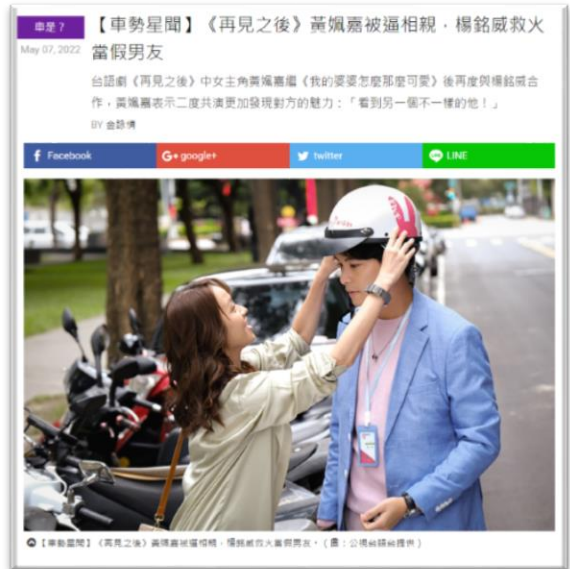 車是？
May 07, 2022
【車勢星聞】《再見之後》黃姵嘉被逼相親，楊銘威救火
當假男友
台語劇《再見之後》中女主角黃姵嘉繼《我的婆婆怎麼那麼可愛》後再度與楊銘威合
作，黃姵嘉表示二度共演更加發現對方的魅力：「看到另一個不一樣的他！」
BY 金語情
Facebook
G+ google+
twitter
LINE
【車勢星聞】《再見之後》黃姵嘉被逼相親，楊銘威救火當假男友。（圖：公視台語台提供）